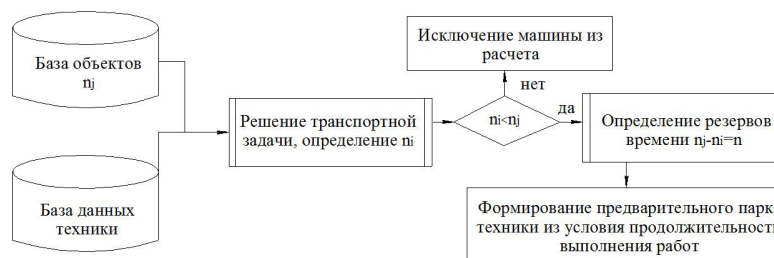 База объектов
nj
База данных
техники
Решение транспортной
задачи, определение ni
Исключение машины из
расчета
нет
ni<nj
да
Определение резервов
времени nj-ni=n
Формирование предварительного парк
техники из условия продолжительност
выполнения работ